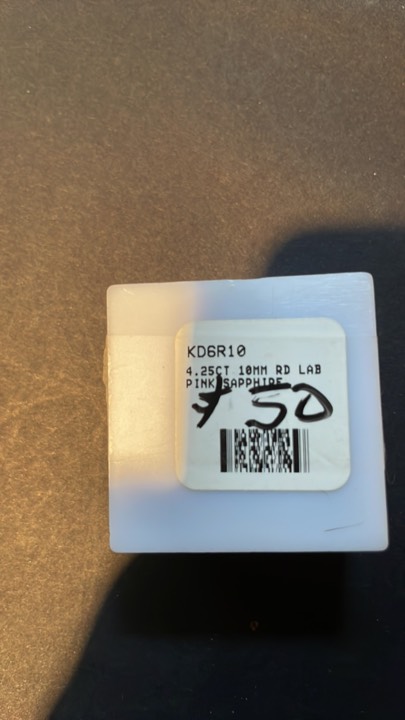 KD6R10
4.25CT 10MM RD LAB
PINK SAPPHIRE
50